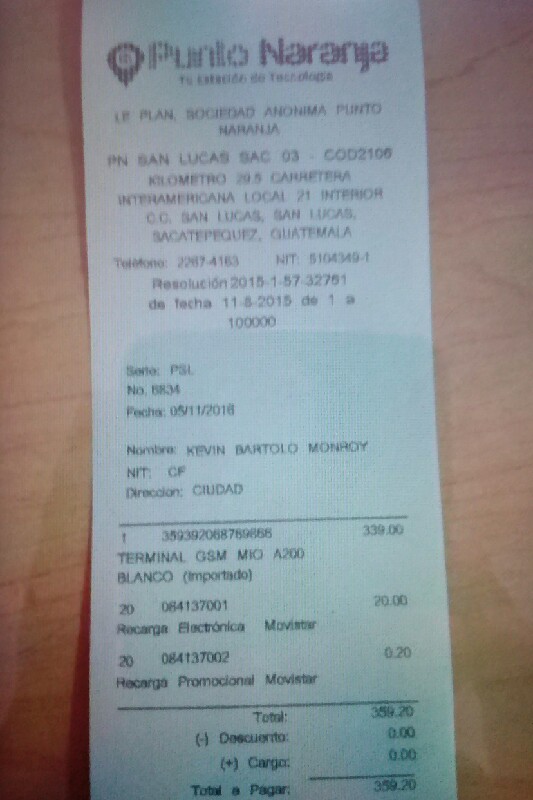 Punto Naranja
Tu Estación de Tecnología
LE PLAN, SOCIEDAD ANONIMA PUNTO
NARANJA
PN SAN LUCAS SAC 03 - COD2106
KILOMETRO 29.5 CARRETERA
INTERAMERICANA LOCAL 21 INTERIOR
C.C. SAN LUCAS, SAN LUCAS,
SACATEPEQUEZ, GUATEMALA
Teléfono: 2267-4163 NIT: 5104349-1
Resolución 2015-1-57-32761
de fecha 11-8-2015 de 1 a
100000
Serie: PSL
No. 6834
Fecha: 05/11/2016
Nombre: KEVIN BARTOLO MONROY
NIT: CF
Direccion: CIUDAD
1 359392068769868 339.00
TERMINAL GSM MIO A200
BLANCO (Importado)
20 084137001 20.00
Recarga Electrónica Movistar
20 084137002 0.20
Recarga Promocional Movistar
Total: 359.20
(-) Descuento: 0.00
(+) Cargo: 0.00
Total a Pagar: 359.20